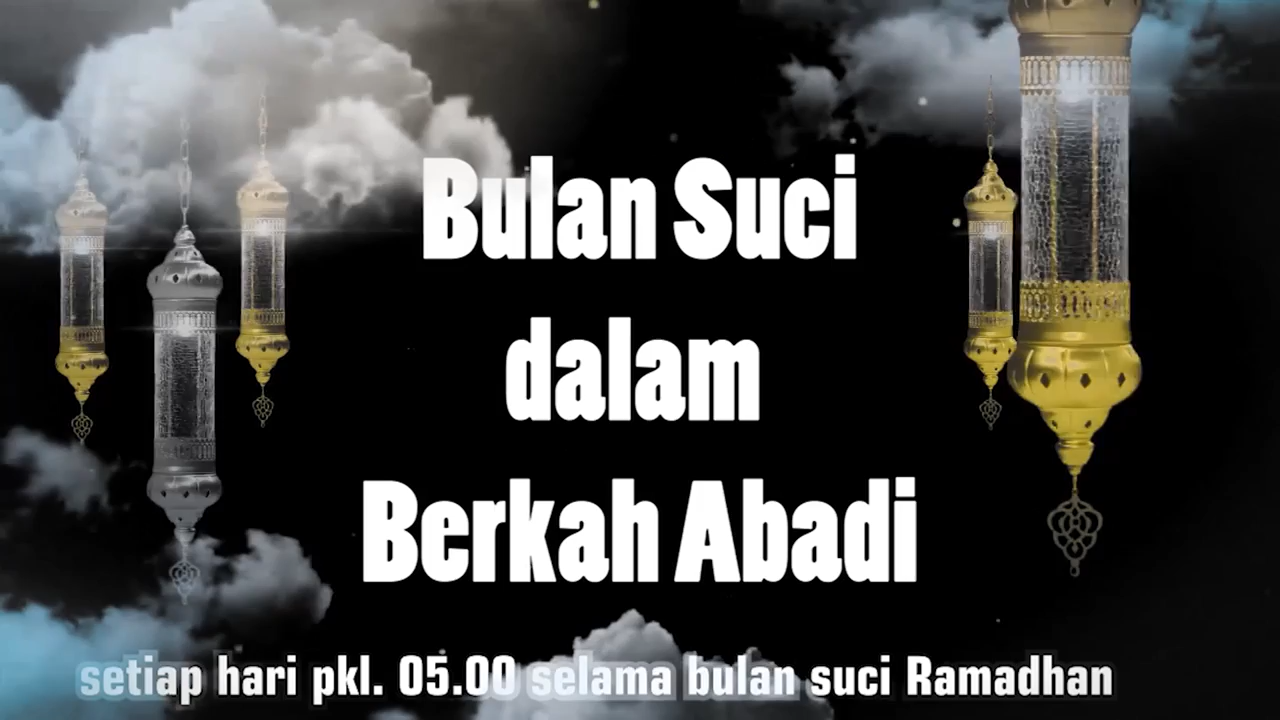 Bulan Suci
dalam
Berkah Abadi
setiap hari pkl. 05.00 selama bulan suci Ramadhan